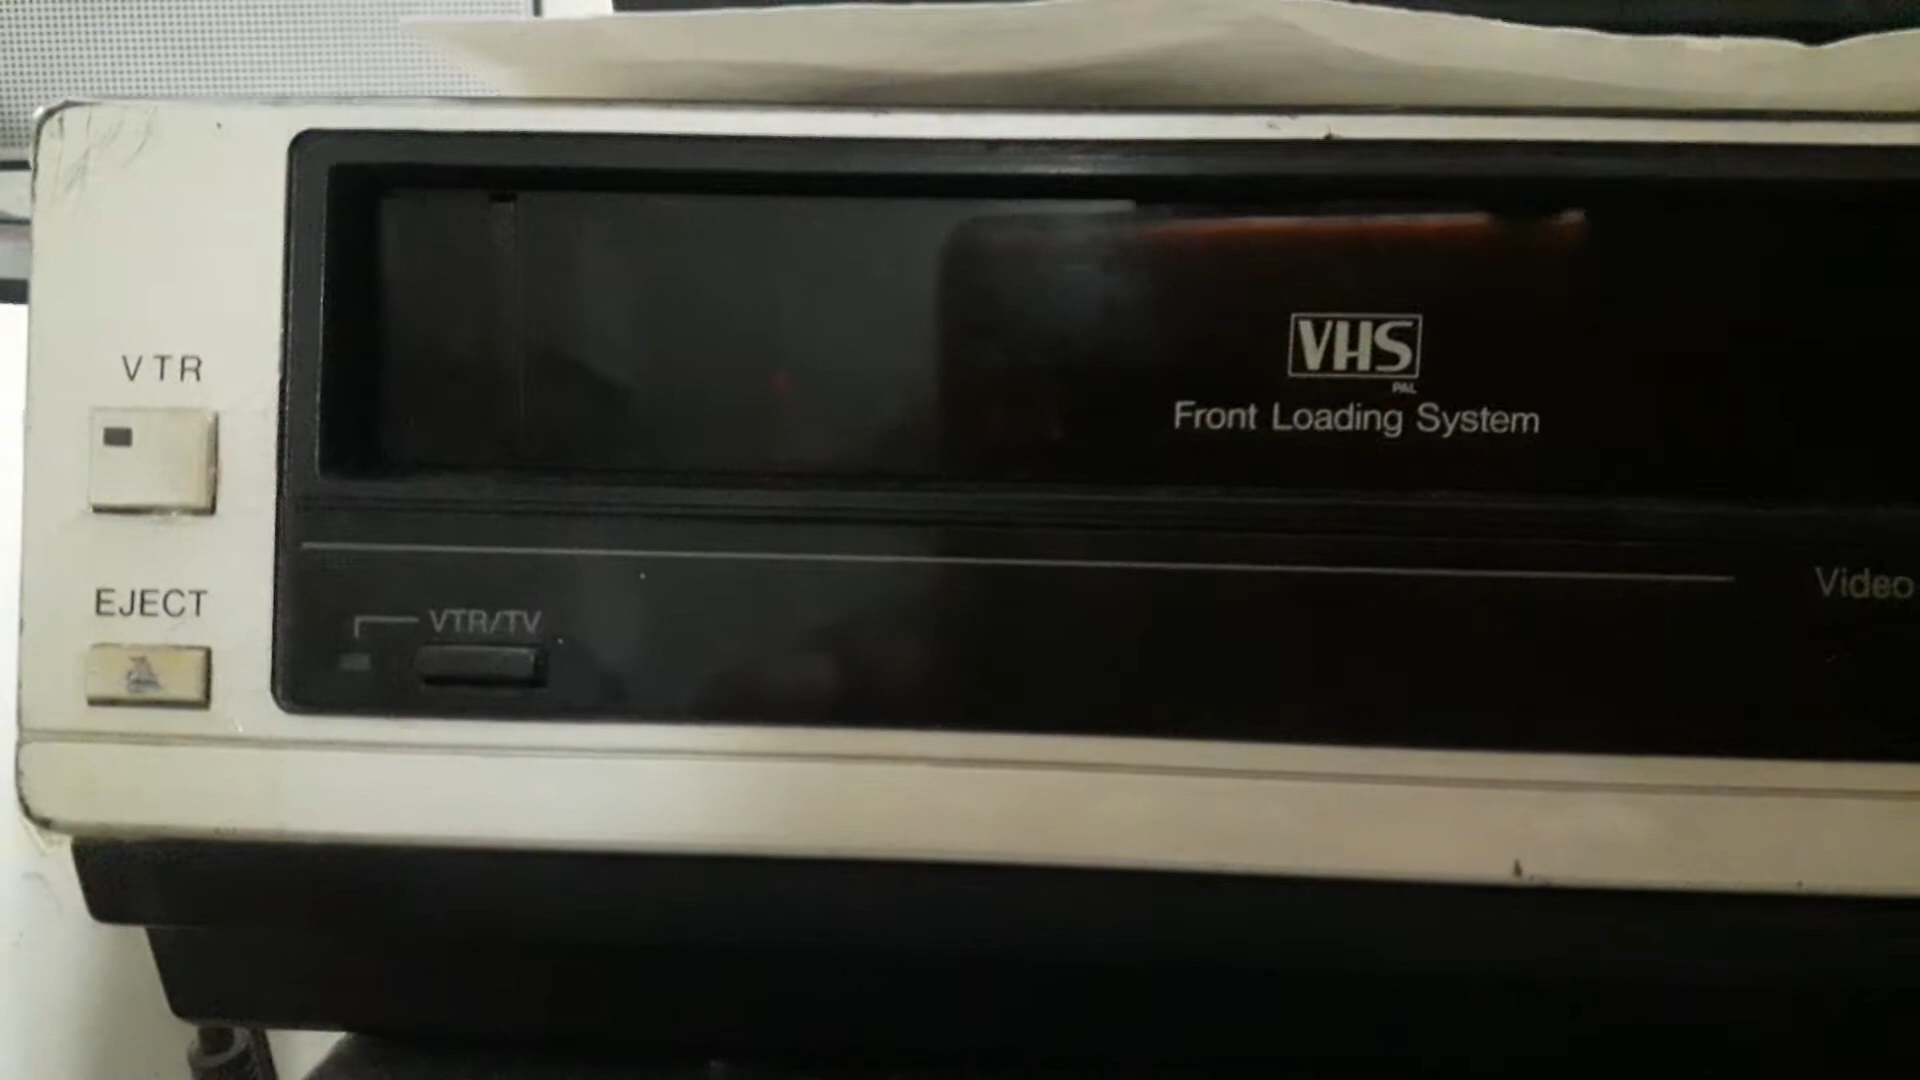 VTR
VHS
PAL
Front Loading System
Video
EJECT
VTR/TV